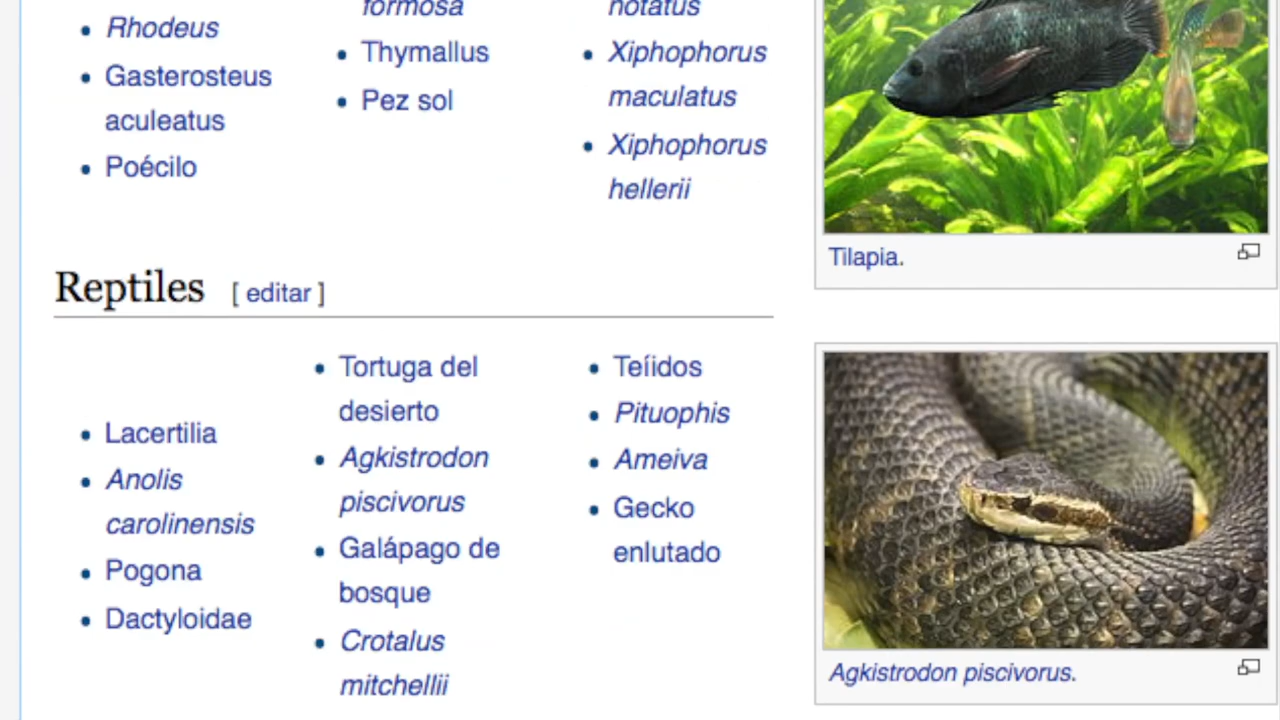 Rhodeus
Gasterosteus
aculeatus
Poécilo
formosa
Thymallus
Pez sol
notatus
Xiphophorus
maculatus
Xiphophorus
hellerii
Tilapia.
Reptiles [ editar ]
Lacertilia
Anolis
carolinensis
Pogona
Dactyloidae
Tortuga del
desierto
Agkistrodon
piscivorus
Galápago de
bosque
Crotalus
mitchellii
Teíidos
Pituophis
Ameiva
Gecko
enlutado
Agkistrodon piscivorus.